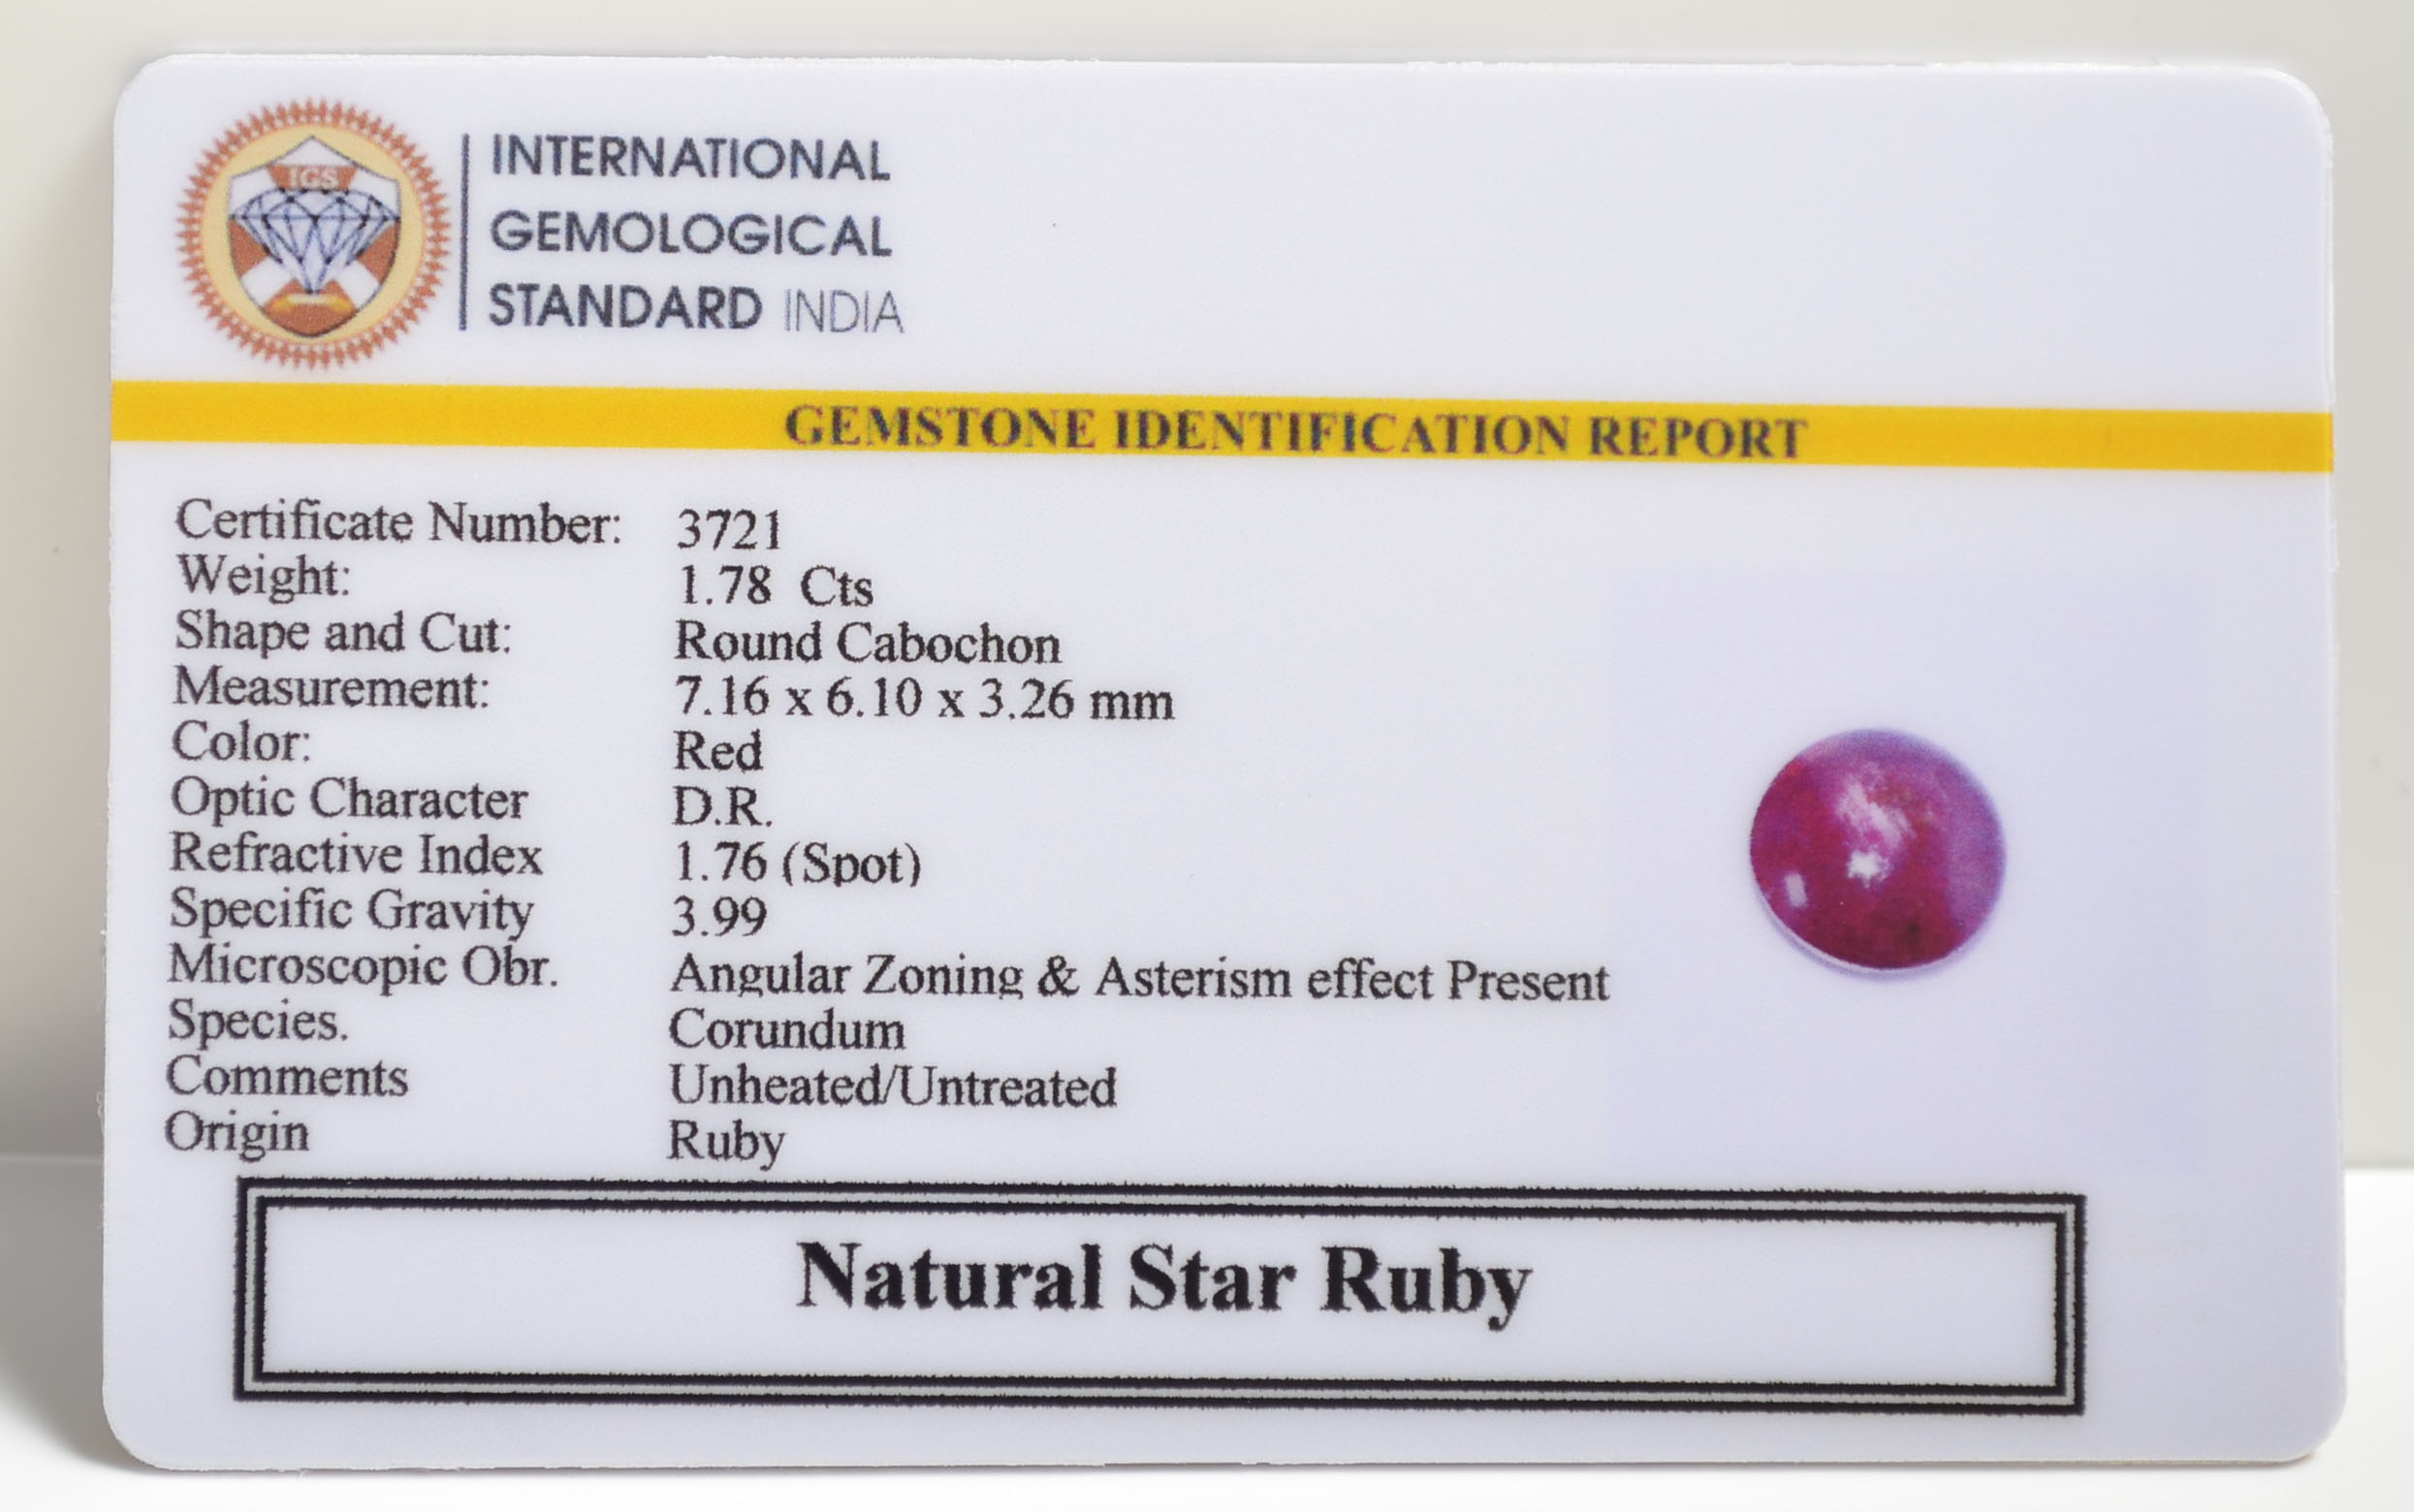 IGS
INTERNATIONAL
GEMOLOGICAL
STANDARD INDIA
GEMSTONE IDENTIFICATION REPORT
Certificate Number: 3721
Weight: 1.78 Cts
Shape and Cut: Round Cabochon
Measurement: 7.16 x 6.10 x 3.26 mm
Color: Red
Optic Character D.R.
Refractive Index 1.76 (Spot)
Specific Gravity 3.99
Microscopic Obr. Angular Zoning & Asterism effect Present
Species. Corundum
Comments Unheated/Untreated
Origin Ruby
Natural Star Ruby